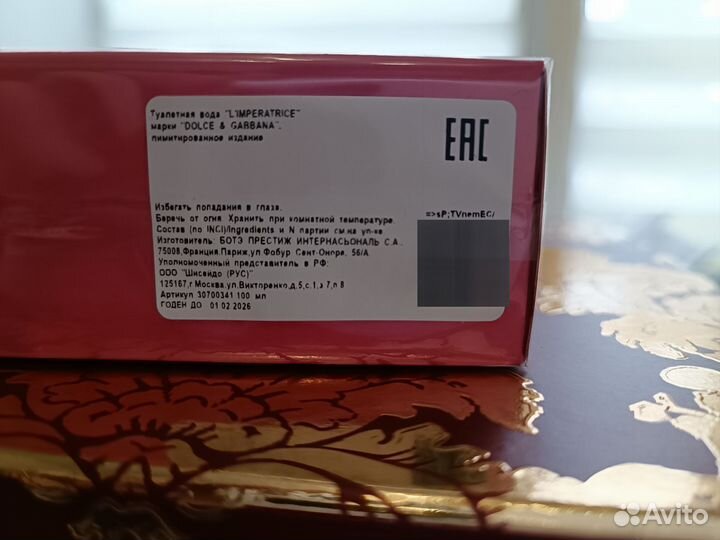 Туалетная вода "L'IMPERATRICE"
марки "DOLCE & GABBANA",
лимитированное издание
EAC
Избегать попадания в глаза.
Беречь от огня. Хранить при комнатной температуре.
Состав (по INCI)/Ingredients и N партии см.на уп-ке
Изготовитель: БОТЭ ПРЕСТИЖ ИНТЕРНАСЬОНАЛЬ С.А.,
75008,Франция,Париж,ул Фобур Сент-Оноре, 56/А
Уполномоченный представитель в РФ:
ООО "Шисейдо (РУС)"
125167,г.Москва,ул.Викторенко,д.5,с.1,э 7,п 8
Артикул 30700341 100 мл
ГОДЕН ДО 01 02 2026
=>sP;TVnemEC/
Avito